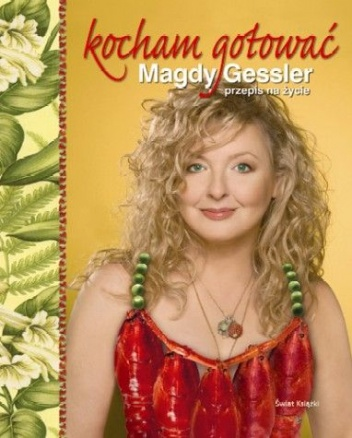 kocham gotować
Magdy Gessler
przepis na życie
Świat Książki